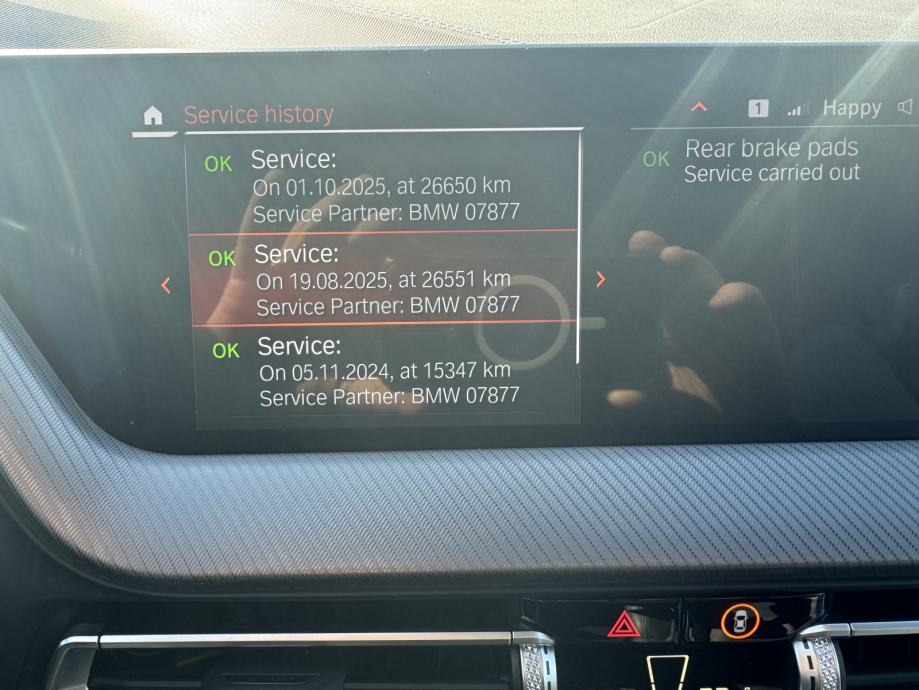 Service history
1
Happy
OK Service:
On 01.10.2025, at 26650 km
Service Partner: BMW 07877
OK Service:
On 19.08.2025, at 26551 km
Service Partner: BMW 07877
OK Service:
On 05.11.2024, at 15347 km
Service Partner: BMW 07877
OK Rear brake pads
Service carried out